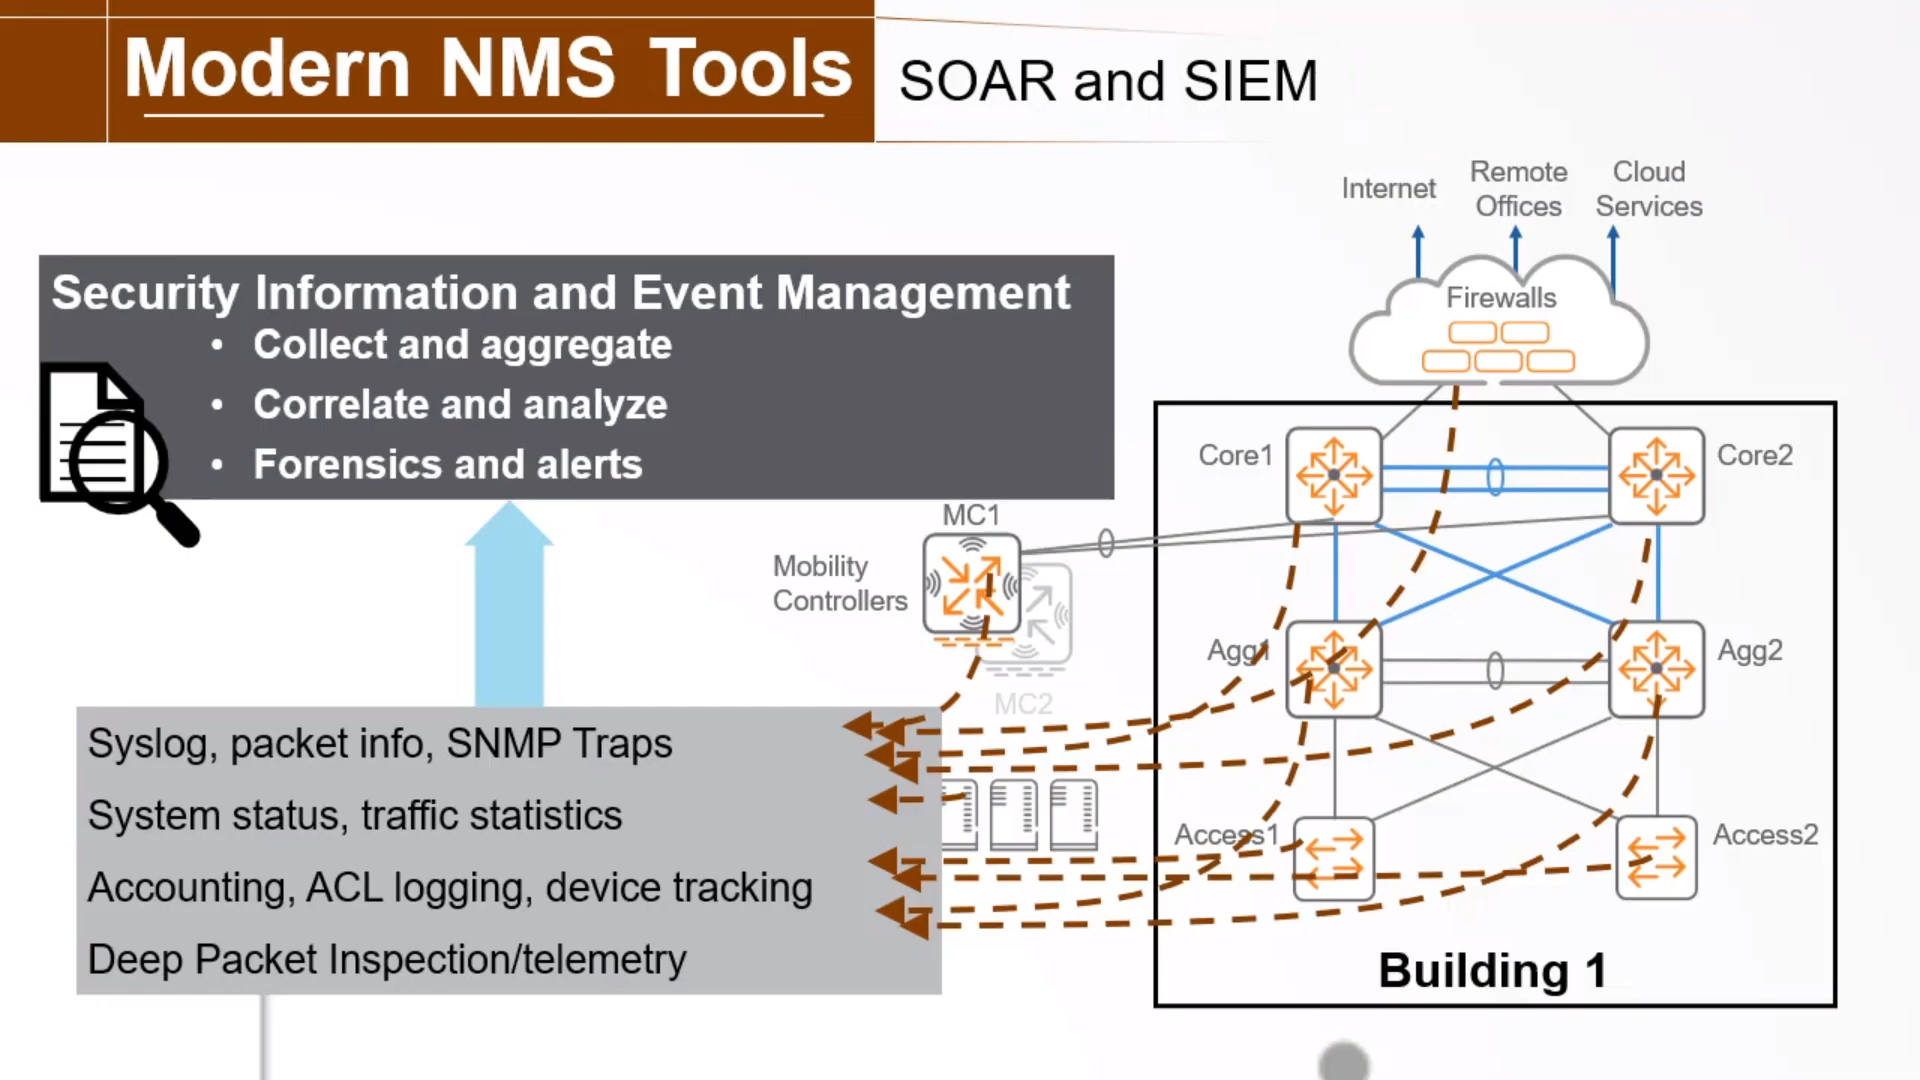 Modern NMS Tools
SOAR and SIEM
Internet
Remote
Offices
Cloud
Services
Firewalls
Security Information and Event Management
• Collect and aggregate
• Correlate and analyze
• Forensics and alerts
Core1
Core2
MC1
Mobility
Controllers
MC2
Agg1
Agg2
Syslog, packet info, SNMP Traps
System status, traffic statistics
Accounting, ACL logging, device tracking
Deep Packet Inspection/telemetry
Access1
Access2
Building 1